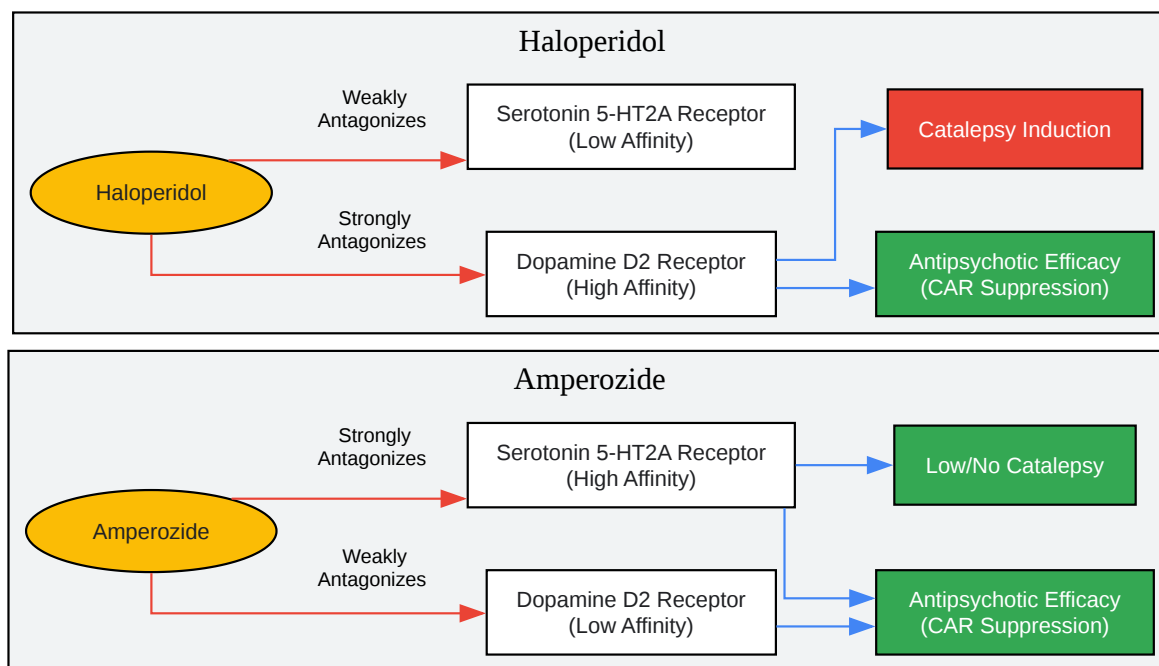 Haloperidol
Weakly
Antagonizes
Serotonin 5-HT2A Receptor
(Low Affinity)
Catalepsy Induction
Haloperidol
Strongly
Antagonizes
Dopamine D2 Receptor
(High Affinity)
Antipsychotic Efficacy
(CAR Suppression)
Amperozide
Strongly
Antagonizes
Serotonin 5-HT2A Receptor
(High Affinity)
Low/No Catalepsy
Amperozide
Weakly
Antagonizes
Dopamine D2 Receptor
(Low Affinity)
Antipsychotic Efficacy
(CAR Suppression)